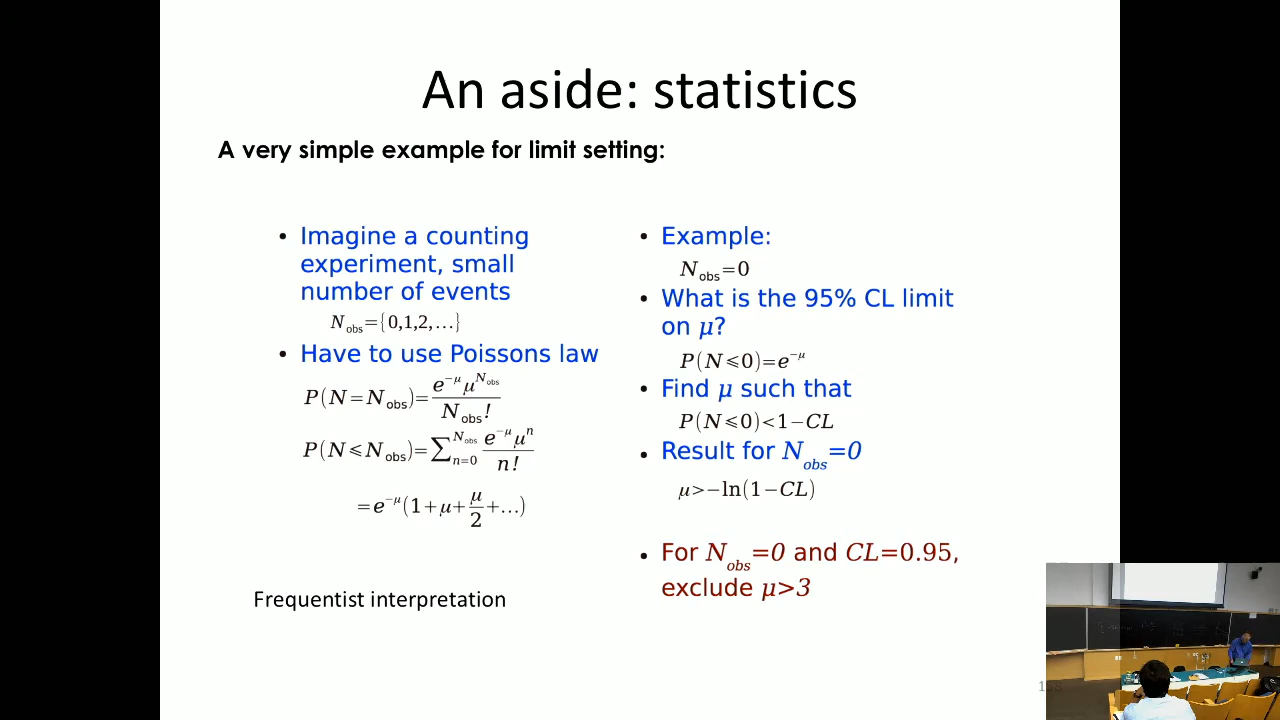 An aside: statistics
A very simple example for limit setting:
• Imagine a counting
experiment, small
number of events
N_obs={0,1,2,…}
• Have to use Poissons law
P(N=N_obs)=e^{−μ} μ^{N_obs}/N_obs!
P(N⩽N_obs)=∑_{n=0}^{N_obs} e^{−μ} μ^n/n!
=e^{−μ}(1+μ+μ/2+…)
Frequentist interpretation
• Example:
N_obs=0
• What is the 95% CL limit
on μ?
P(N⩽0)=e^{−μ}
• Find μ such that
P(N⩽0)<1−CL
• Result for N_obs=0
μ>−ln(1−CL)
• For N_obs=0 and CL=0.95,
exclude μ>3